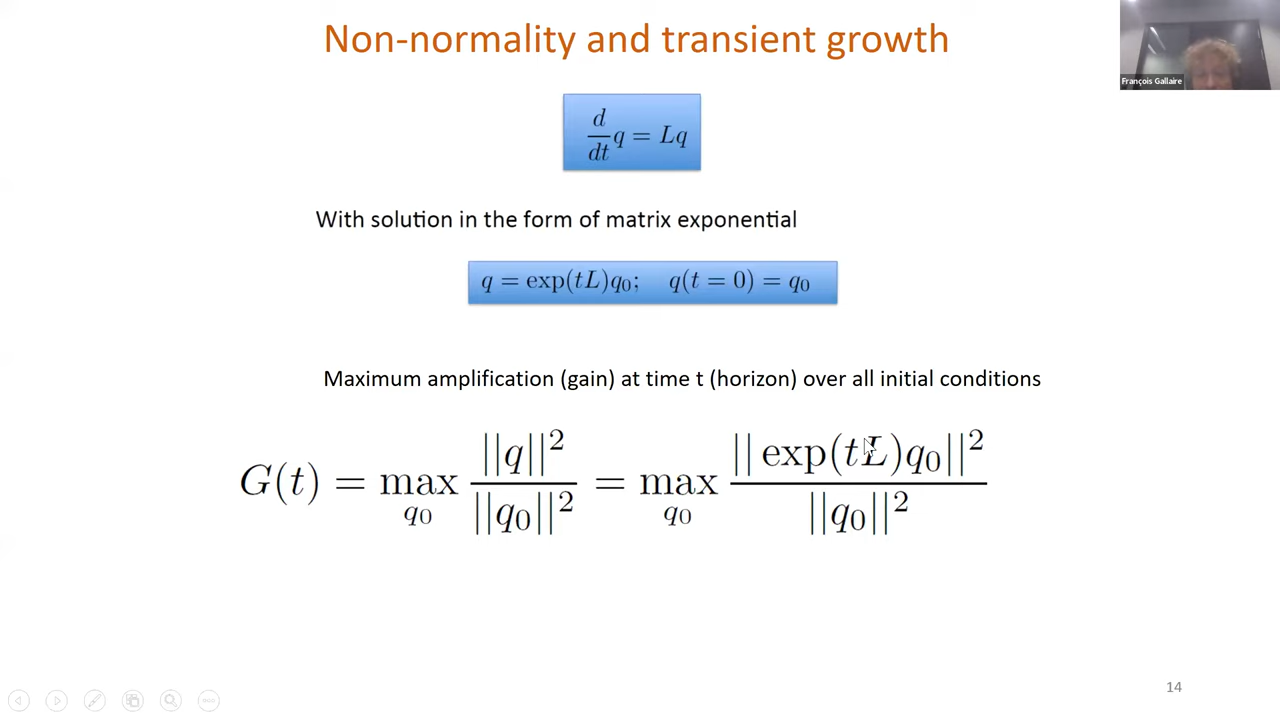 Non-normality and transient growth
François Gallaire
d/dt q = Lq
With solution in the form of matrix exponential
q = exp(tL)q₀; q(t = 0) = q₀
Maximum amplification (gain) at time t (horizon) over all initial conditions
G(t) = max_{q₀} ||q||² / ||q₀||² = max_{q₀} || exp(tL)q₀||² / ||q₀||²
14